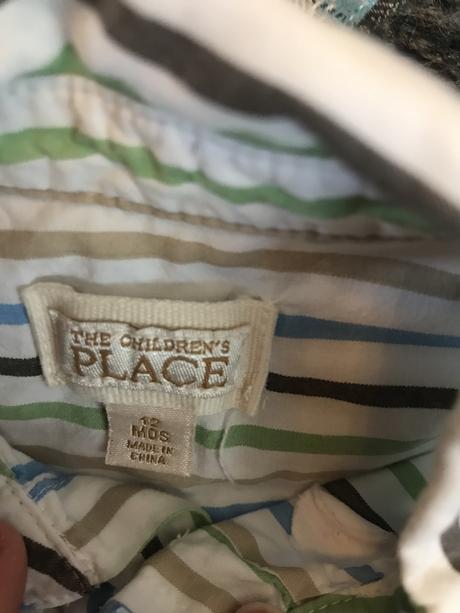 THE CHILDREN'S
PLACE
12
MOS
MADE IN
CHINA